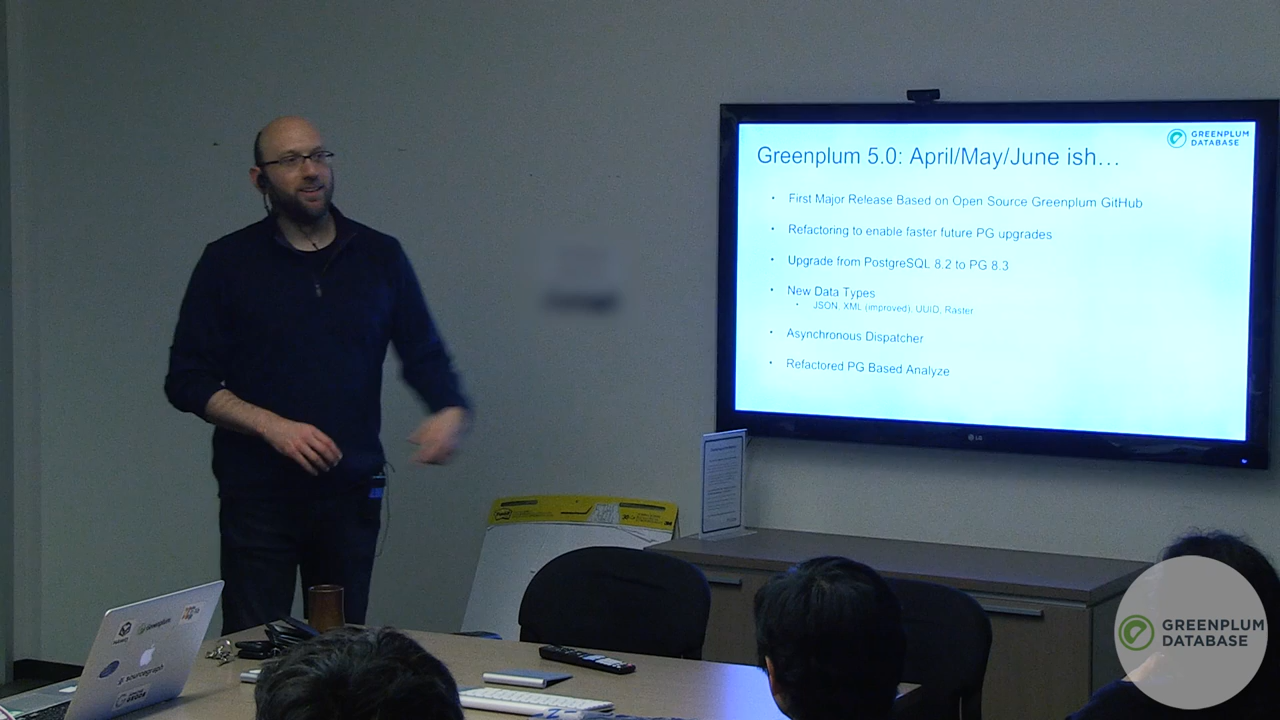 GREENPLUM
DATABASE
Greenplum 5.0: April/May/June ish…
• First Major Release Based on Open Source Greenplum GitHub
• Refactoring to enable faster future PG upgrades
• Upgrade from PostgreSQL 8.2 to PG 8.3
• New Data Types
• JSON, XML (improved), UUID, Raster
• Asynchronous Dispatcher
• Refactored PG Based Analyze
LG
Greenplum
sourcegraph
GREENPLUM
DATABASE